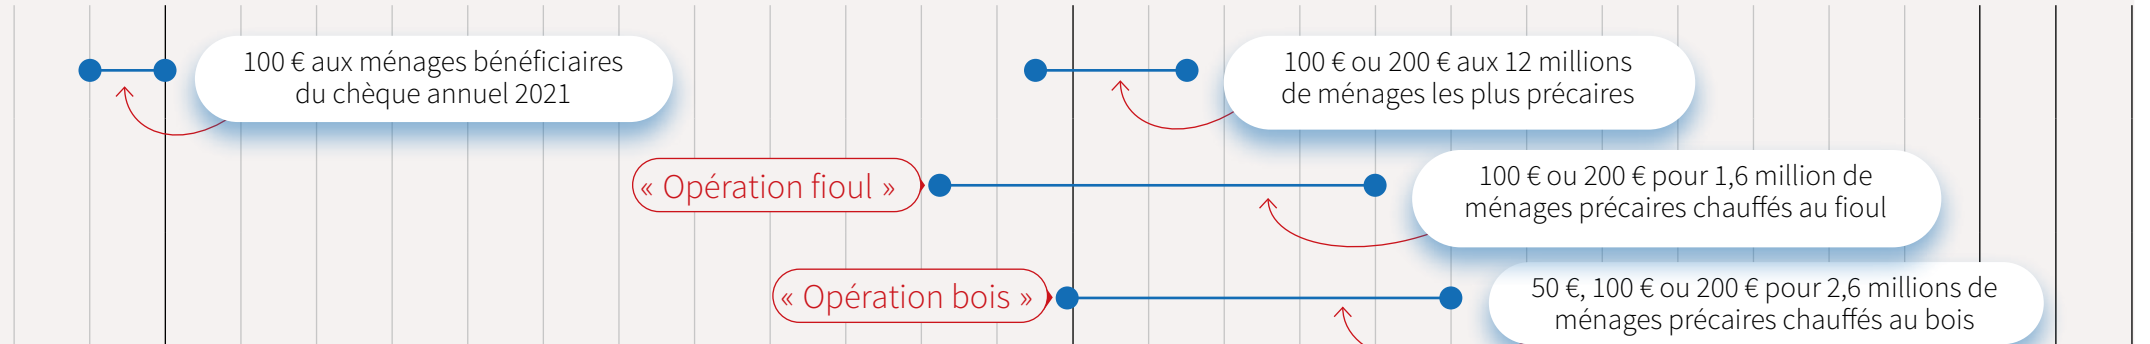 100 € aux ménages bénéficiaires
du chèque annuel 2021
100 € ou 200 € aux 12 millions
de ménages les plus précaires
« Opération fioul »
100 € ou 200 € pour 1,6 million de
ménages précaires chauffés au fioul
« Opération bois »
50 €, 100 € ou 200 € pour 2,6 millions de
ménages précaires chauffés au bois